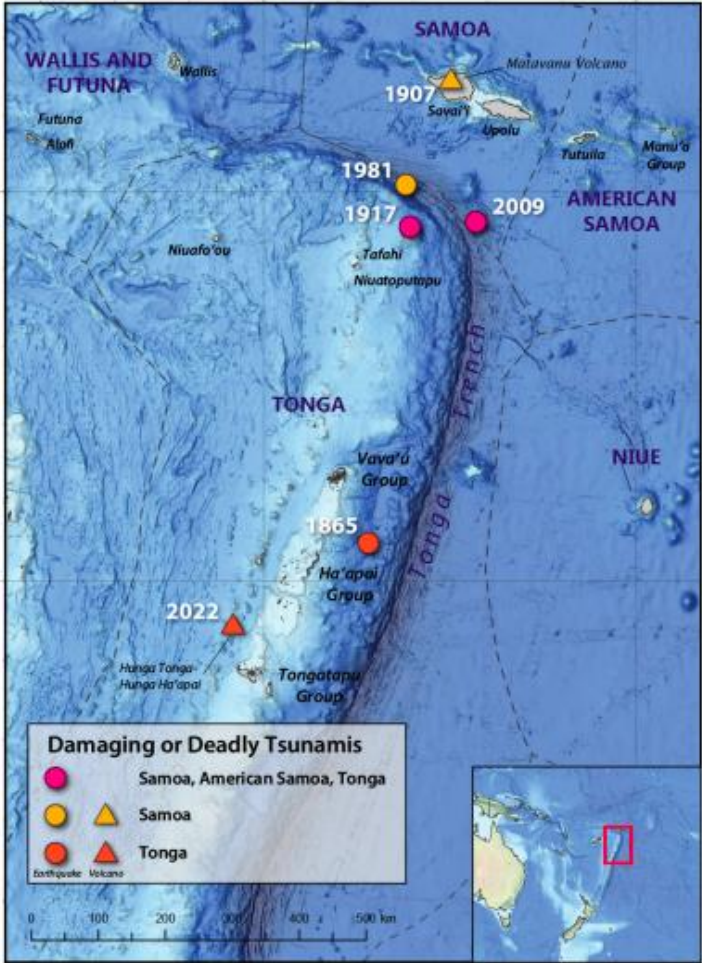 SAMOA
WALLIS AND
FUTUNA
Wallis
Matavanu Volcano
1907
Savai'i
Upolu
Futuna
Alofi
Tutuila
Manu'a
Group
1981
AMERICAN
SAMOA
1917
2009
Niuafo'ou
Tafahi
Niuatoputapu
Tonga Trench
TONGA
NIUE
Vava'u
Group
1865
Ha'apai
Group
2022
Hunga Tonga-
Hunga Ha'apai
Tongatapu
Group
Damaging or Deadly Tsunamis
Samoa, American Samoa, Tonga
Samoa
Tonga
Earthquake Volcano
0 100 300 500 km